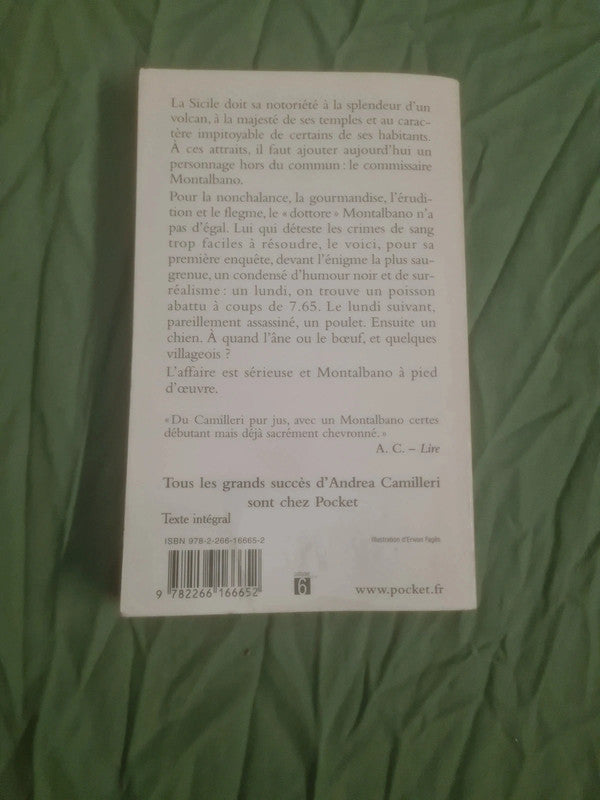 La Sicile doit sa notoriété à la splendeur d'un
volcan, à la majesté de ses temples et au carac-
tère impitoyable de certains de ses habitants.
À ces attraits, il faut ajouter aujourd'hui un
personnage hors du commun : le commissaire
Montalbano.
Pour la nonchalance, la gourmandise, l'érudi-
tion et le flegme, le « dottore » Montalbano n'a
pas d'égal. Lui qui déteste les crimes de sang
trop faciles à résoudre, le voici, pour sa
première enquête, devant l'énigme la plus sau-
grenue, un condensé d'humour noir et de sur-
réalisme : un lundi, on trouve un poisson
abattu à coups de 7.65. Le lundi suivant,
pareillement assassiné, un poulet. Ensuite un
chien. À quand l'âne ou le bœuf, et quelques
villageois ?
L'affaire est sérieuse et Montalbano à pied
d'œuvre.
« Du Camilleri pur jus, avec un Montalbano certes
débutant mais déjà sacrément chevronné. »
A. C. – Lire
Tous les grands succès d'Andrea Camilleri
sont chez Pocket
Texte intégral
ISBN 978-2-266-16665-2
Illustration d'Erwan Fagès
9 782266 166652
6
www.pocket.fr